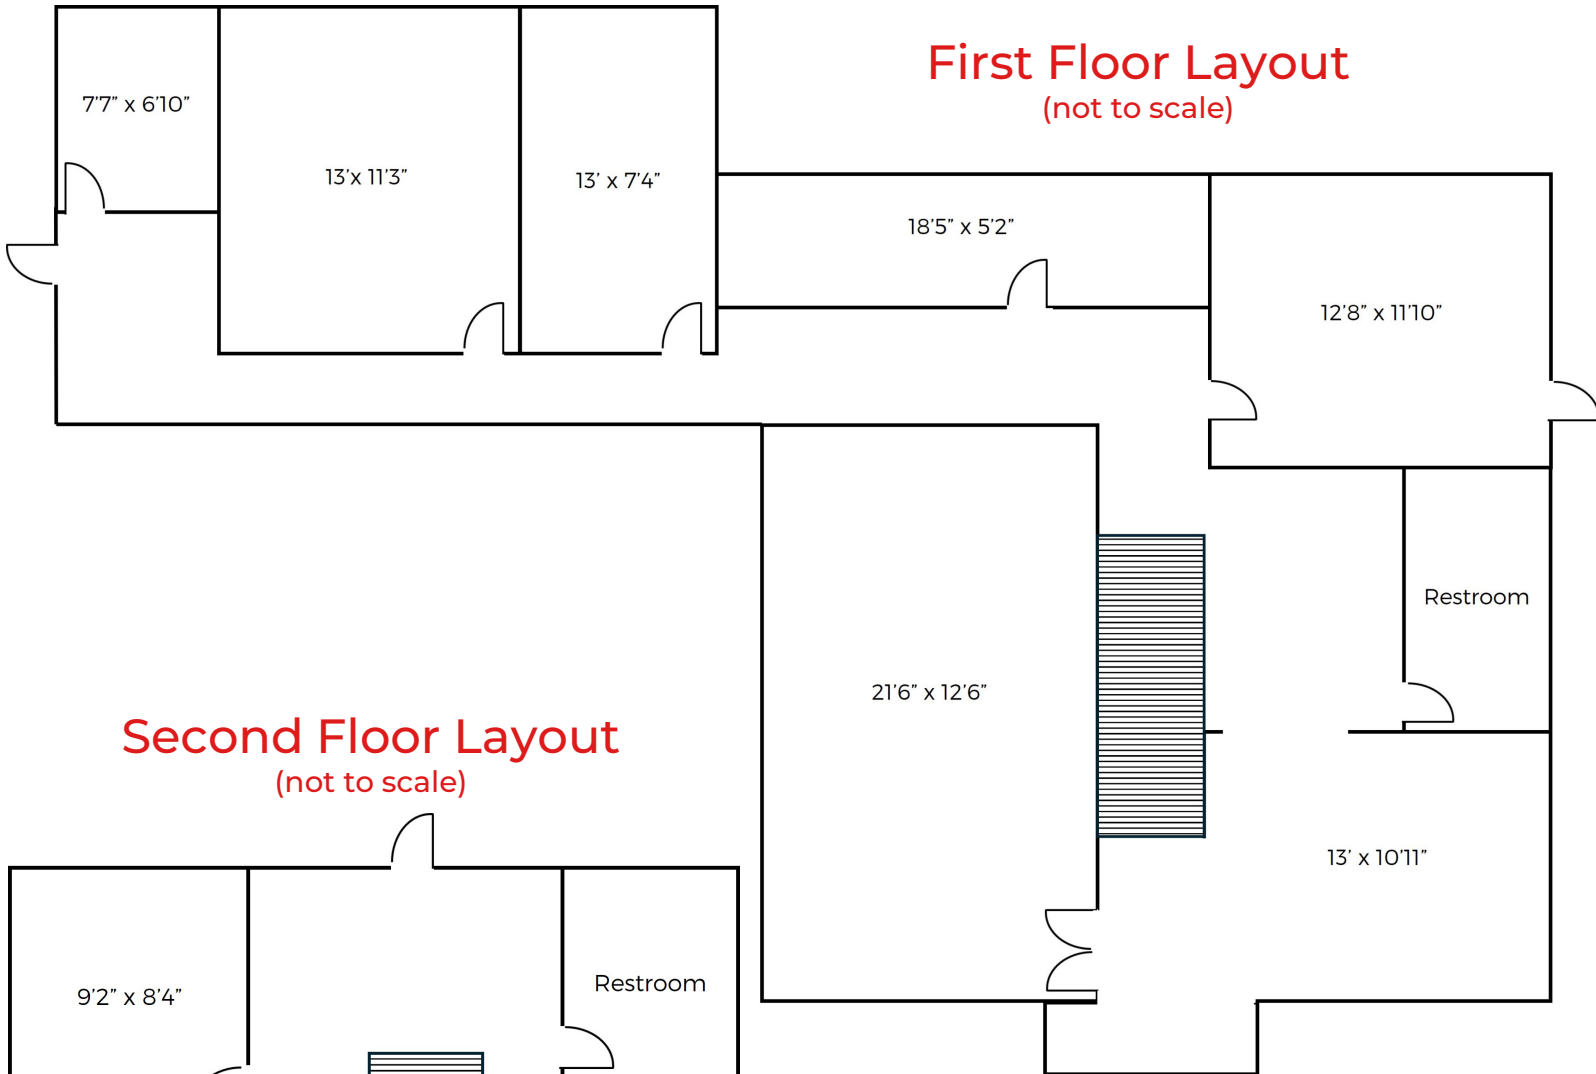 First Floor Layout
(not to scale)
7’7” x 6’10”
13’x 11’3”
13’ x 7’4”
18’5” x 5’2”
12’8” x 11’10”
Restroom
21’6” x 12’6”
13’ x 10’11”
Second Floor Layout
(not to scale)
9’2” x 8’4”
Restroom